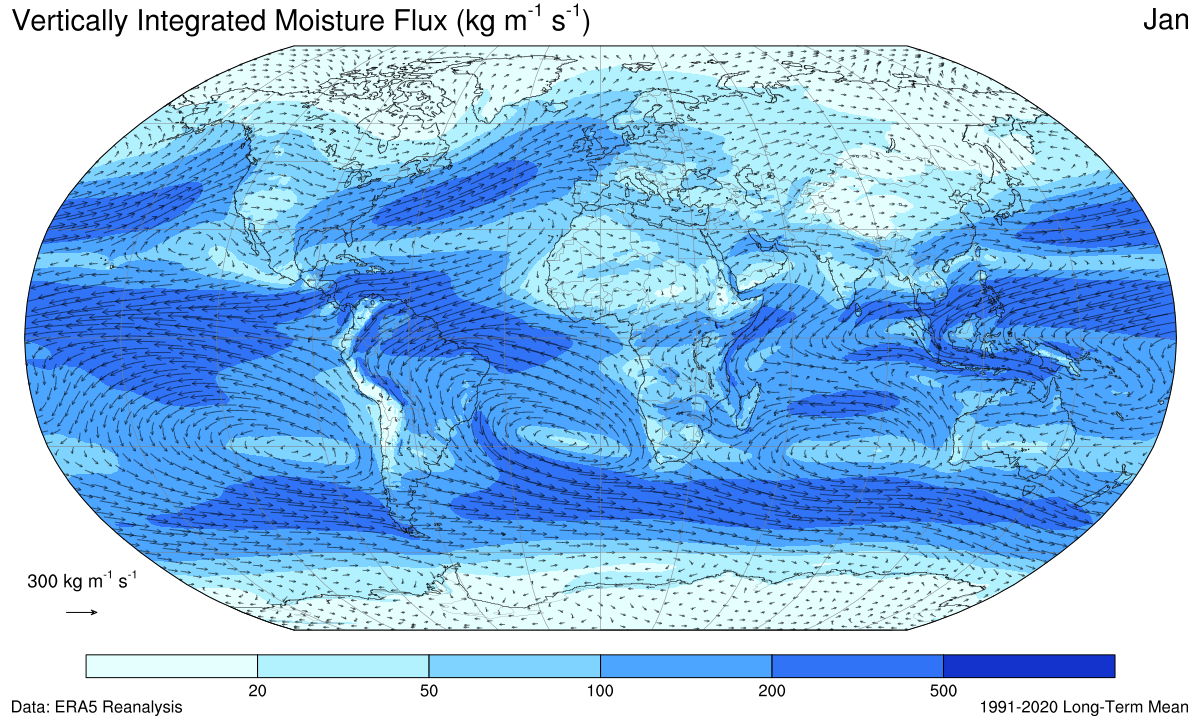 Vertically Integrated Moisture Flux (kg m⁻¹ s⁻¹)
Jan
300 kg m⁻¹ s⁻¹
20 50 100 200 500
Data: ERA5 Reanalysis
1991-2020 Long-Term Mean